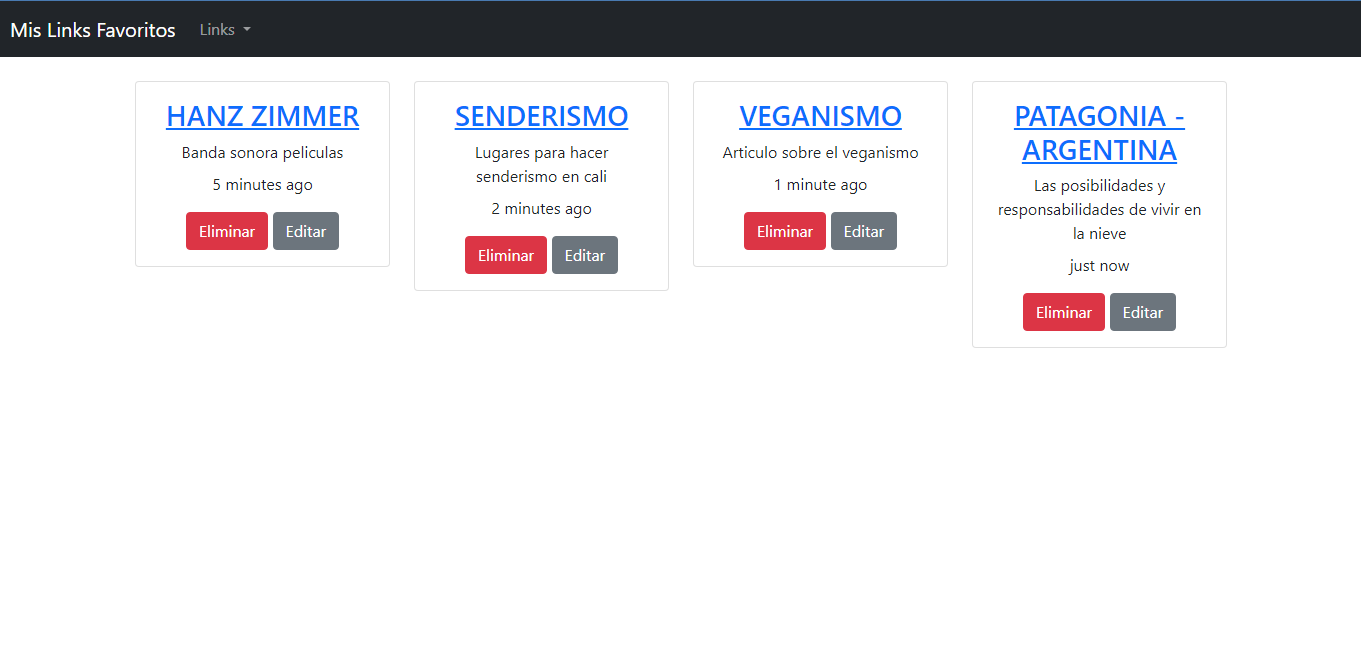 Mis Links Favoritos
Links
HANZ ZIMMER
Banda sonora peliculas
5 minutes ago
Eliminar
Editar
SENDERISMO
Lugares para hacer
senderismo en cali
2 minutes ago
Eliminar
Editar
VEGANISMO
Articulo sobre el veganismo
1 minute ago
Eliminar
Editar
PATAGONIA -
ARGENTINA
Las posibilidades y
responsabilidades de vivir en
la nieve
just now
Eliminar
Editar